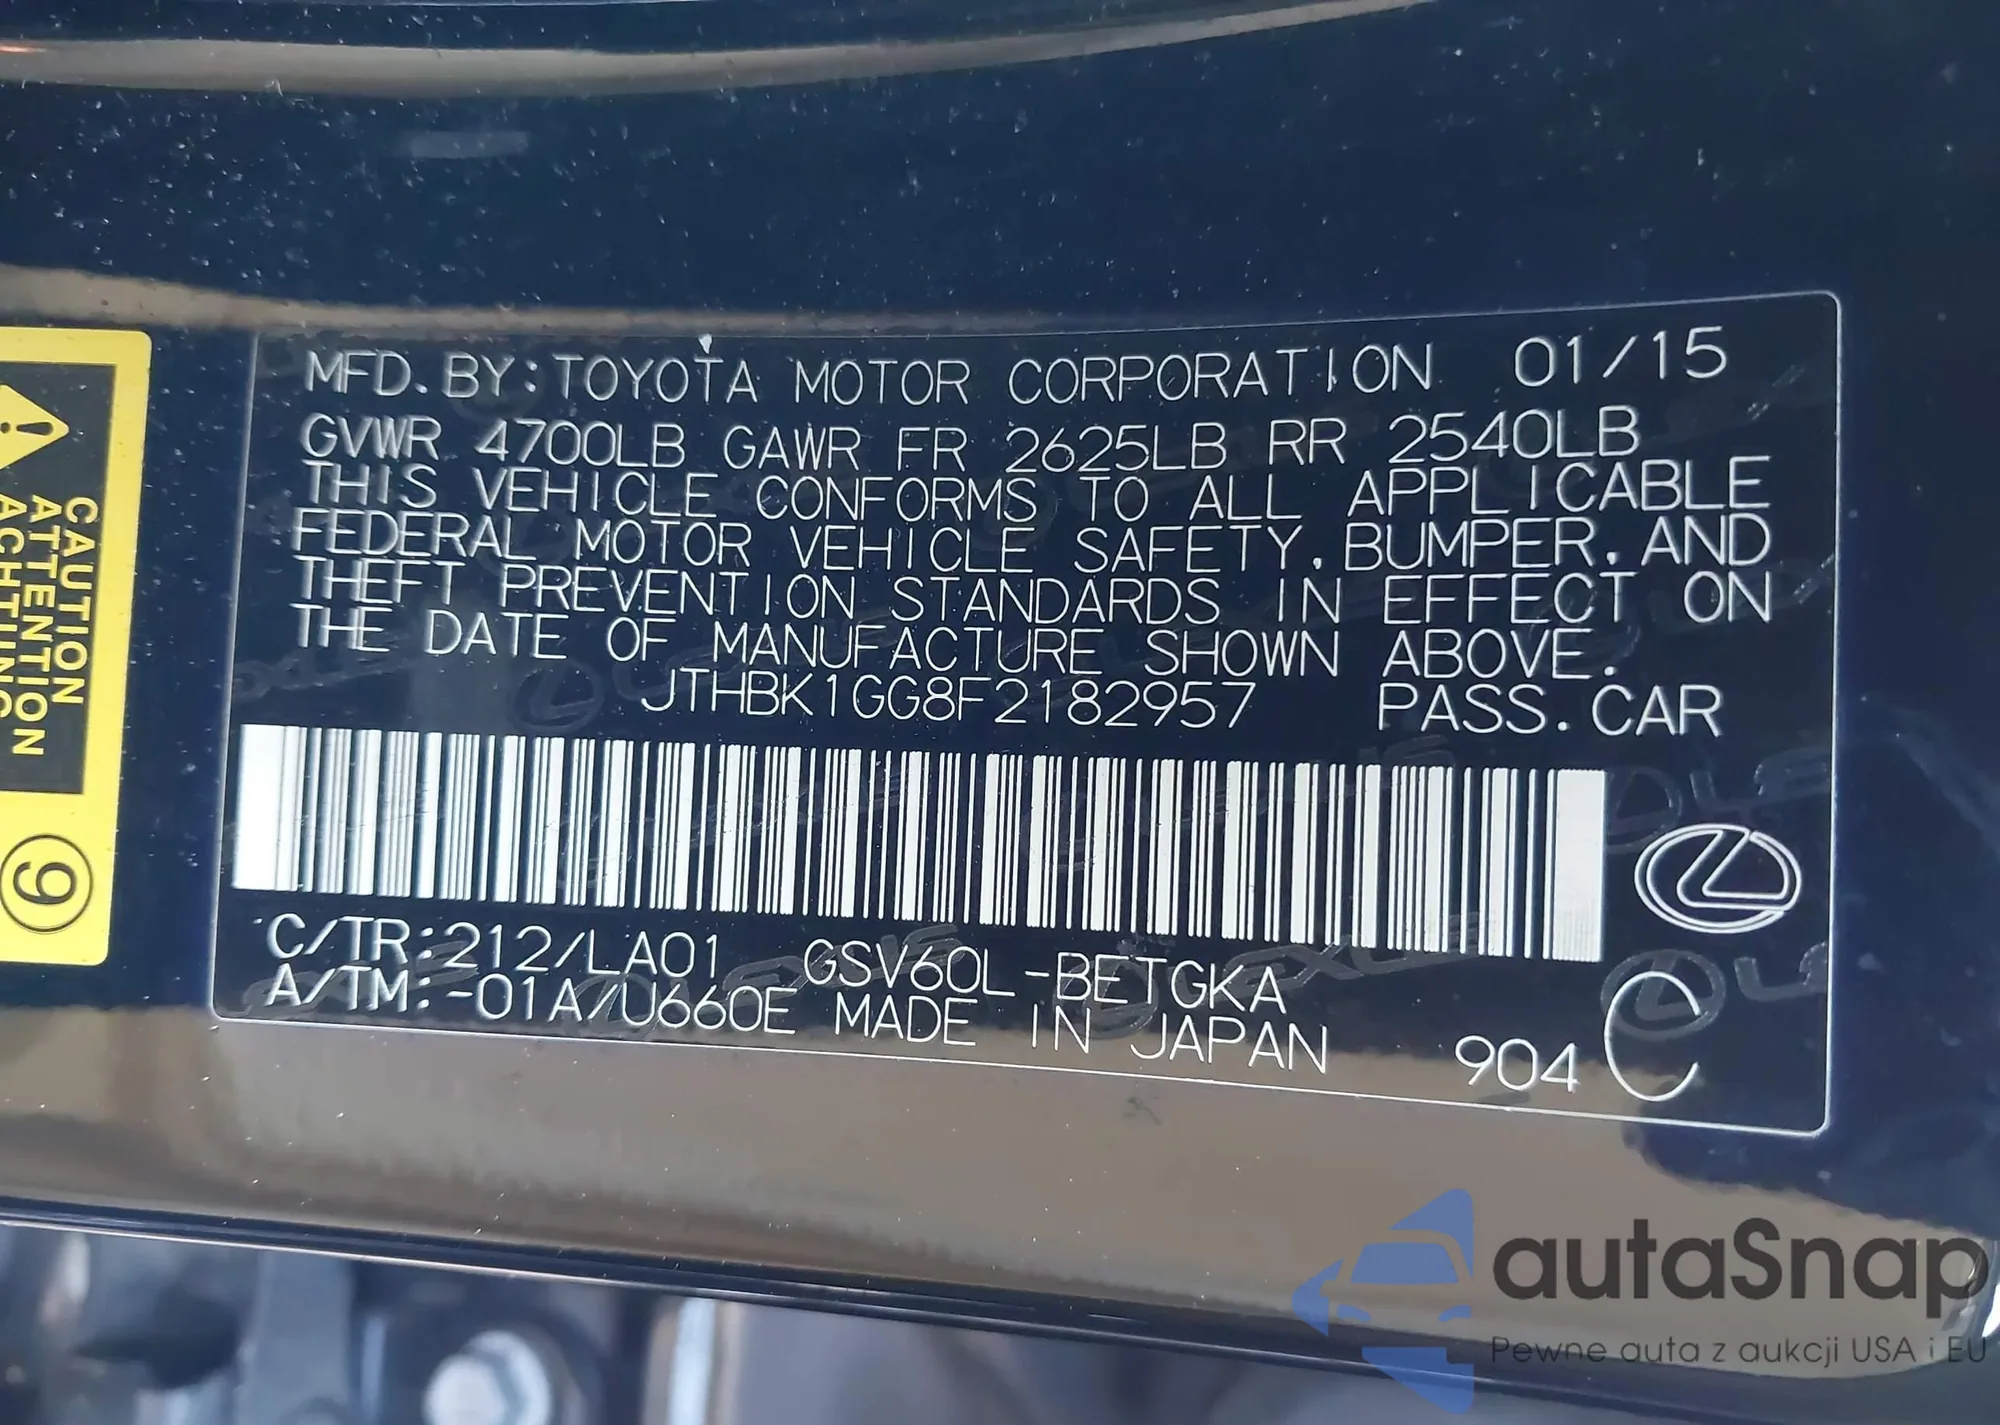 MFD. BY: TOYOTA MOTOR CORPORATION 01/15
GVWR 4700LB GAWR FR 2625LB RR 2540LB
THIS VEHICLE CONFORMS TO ALL APPLICABLE
FEDERAL MOTOR VEHICLE SAFETY, BUMPER, AND
THEFT PREVENTION STANDARDS IN EFFECT ON
THE DATE OF MANUFACTURE SHOWN ABOVE.
JTHBK1GG8F2182957 PASS. CAR
C/TR:212/LA01 GSV60L-BETGKA
A/TM:-01A/U660E MADE IN JAPAN 904 C
CAUTION
ATTENTION
ACHTUNG
9
autaSnap
Pewne auta z aukcji USA i EU